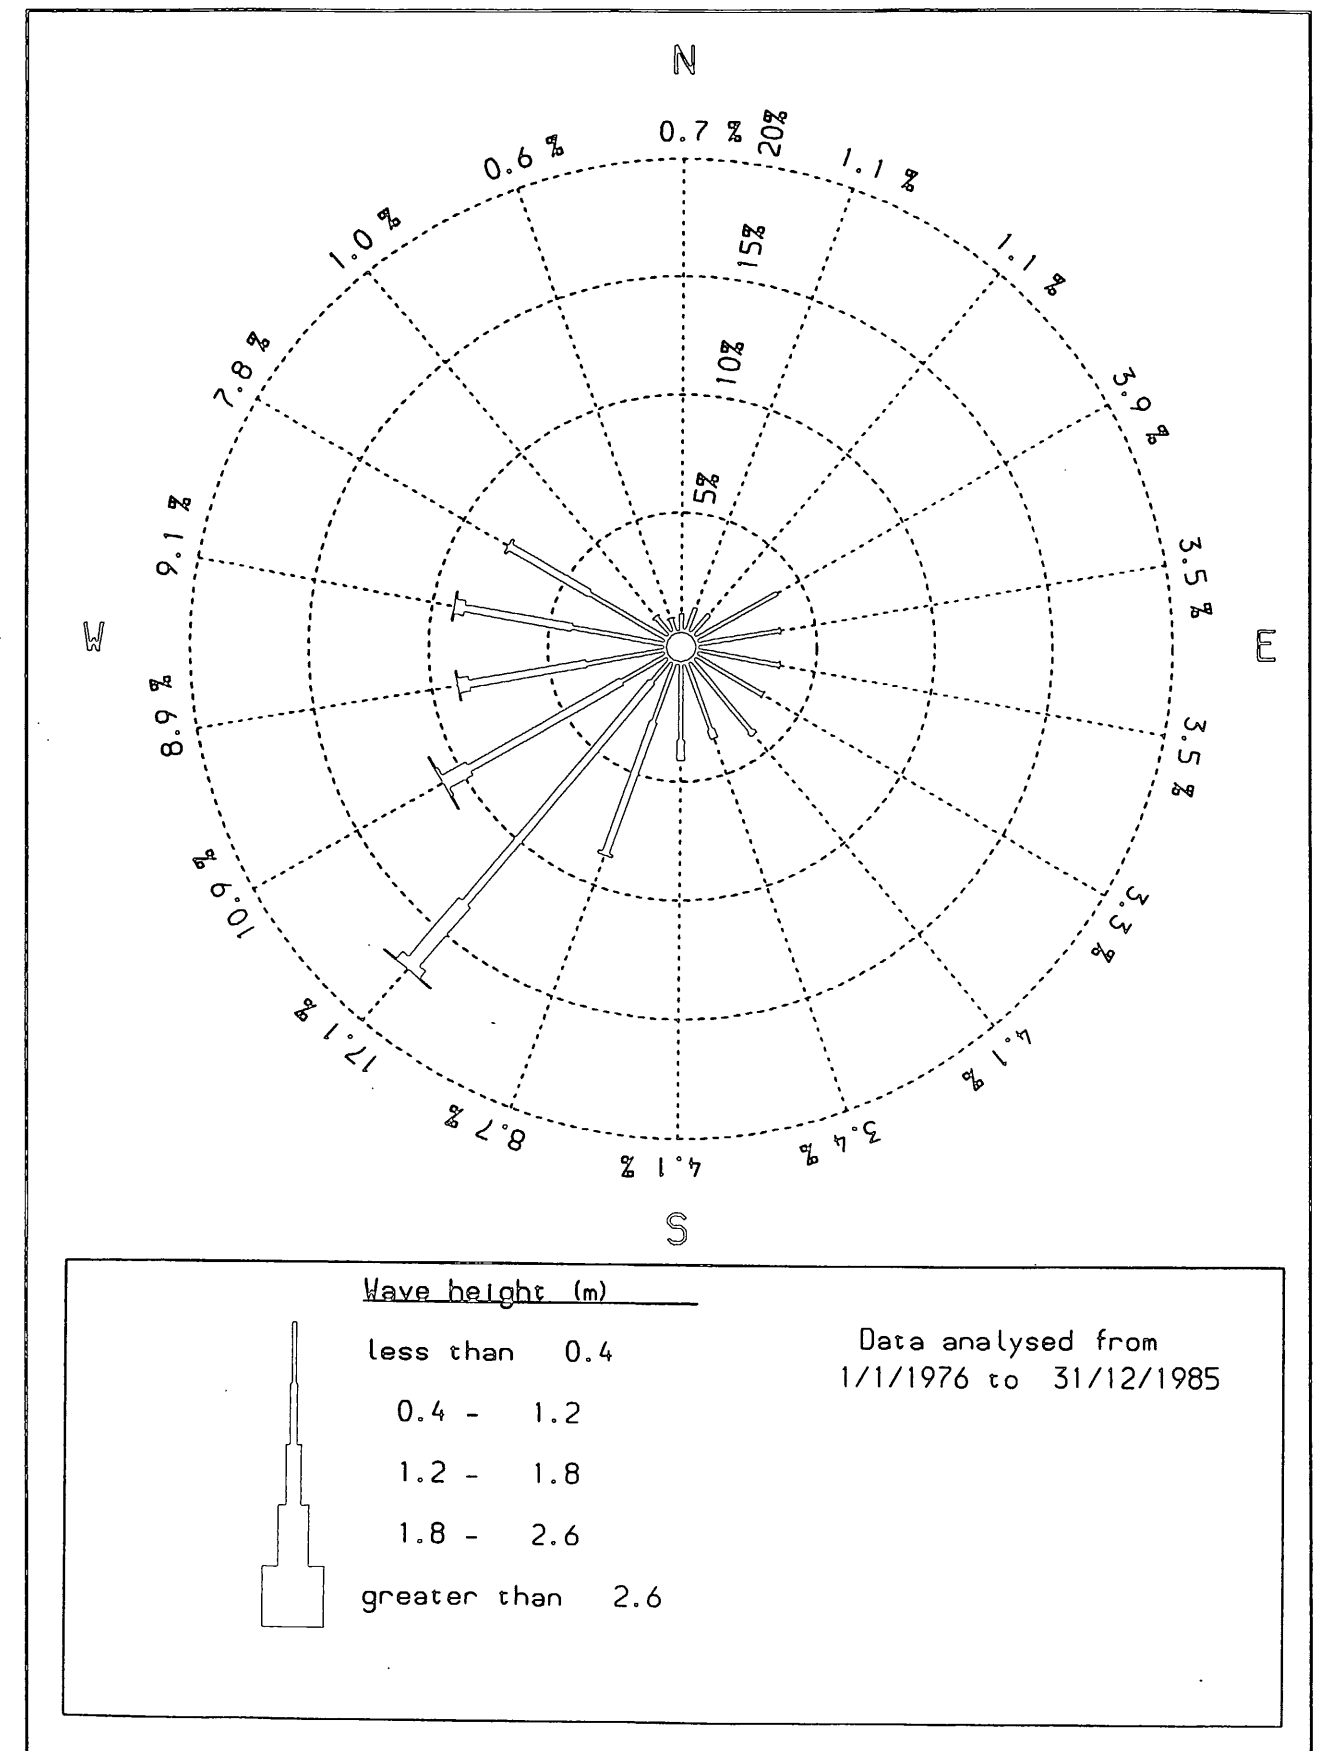 N
0.7 %
20%
1.1 %
1.1 %
3.9 %
3.5 %
E
3.5 %
3.3 %
4.1 %
3.4 %
4.1 %
S
8.7 %
17.1 %
10.9 %
8.9 %
W
9.1 %
7.8 %
1.0 %
0.6 %
15%
10%
5%
Wave height (m)
less than 0.4
0.4 - 1.2
1.2 - 1.8
1.8 - 2.6
greater than 2.6
Data analysed from
1/1/1976 to 31/12/1985